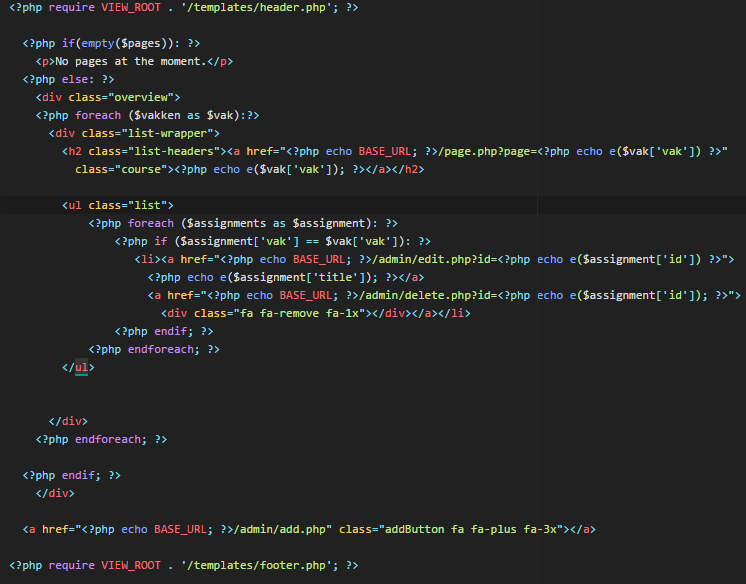 <?php require VIEW_ROOT . '/templates/header.php'; ?>
<?php if(empty($pages)): ?>
<p>No pages at the moment.</p>
<?php else: ?>
<div class="overview">
<?php foreach ($vakken as $vak):?>
<div class="list-wrapper">
<h2 class="list-headers"><a href="<?php echo BASE_URL; ?>/page.php?page=<?php echo e($vak['vak']) ?>"
class="course"><?php echo e($vak['vak']); ?></a></h2>
<ul class="list">
<?php foreach ($assignments as $assignment): ?>
<?php if ($assignment['vak'] == $vak['vak']): ?>
<li><a href="<?php echo BASE_URL; ?>/admin/edit.php?id=<?php echo e($assignment['id']) ?>">
<?php echo e($assignment['title']); ?></a>
<a href="<?php echo BASE_URL; ?>/admin/delete.php?id=<?php echo e($assignment['id']); ?>">
<div class="fa fa-remove fa-1x"></div></a></li>
<?php endif; ?>
<?php endforeach; ?>
</ul>
</div>
<?php endforeach; ?>
<?php endif; ?>
</div>
<a href="<?php echo BASE_URL; ?>/admin/add.php" class="addButton fa fa-plus fa-3x"></a>
<?php require VIEW_ROOT . '/templates/footer.php'; ?>